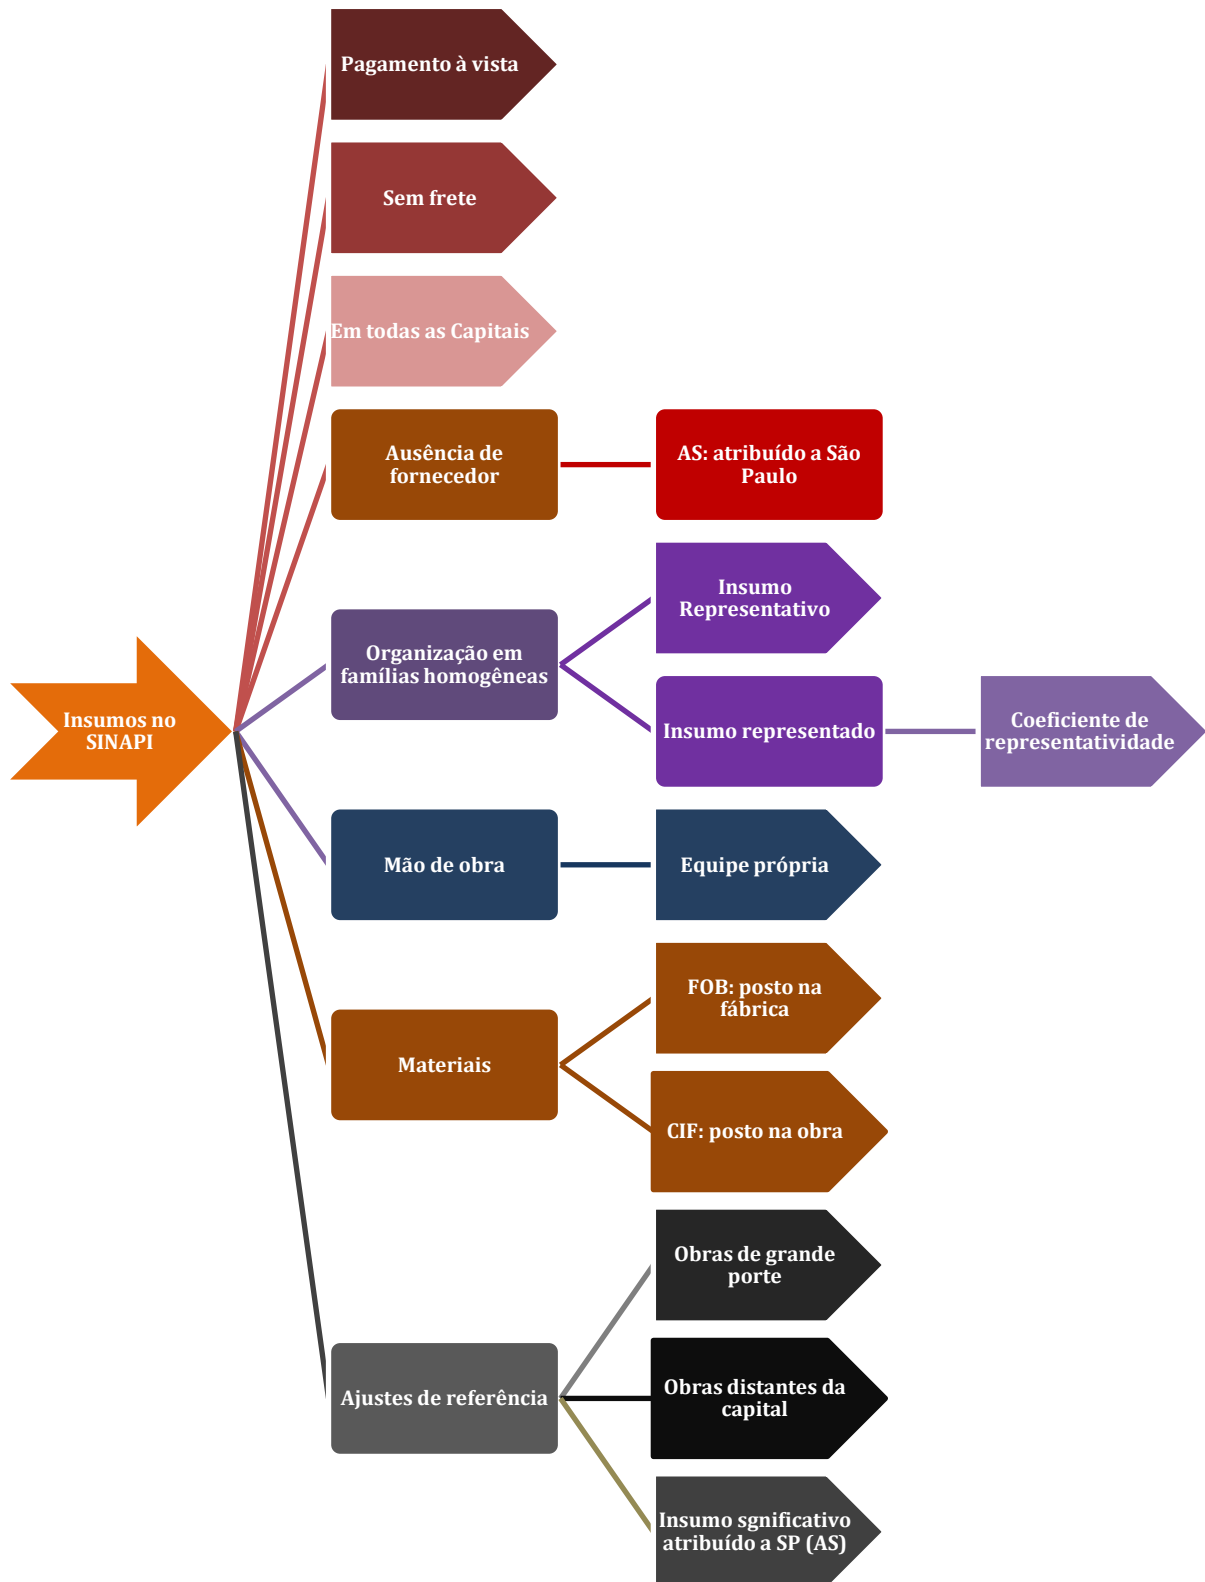 Pagamento à vista
Sem frete
Em todas as Capitais
Ausência de
fornecedor
AS: atribuído a São
Paulo
Insumo
Representativo
Organização em
famílias homogêneas
Insumo representado
Coeficiente de
representatividade
Insumos no
SINAPI
Mão de obra
Equipe própria
FOB: posto na
fábrica
Materiais
CIF: posto na obra
Obras de grande
porte
Ajustes de referência
Obras distantes da
capital
Insumo sgnificativo
atribuído a SP (AS)